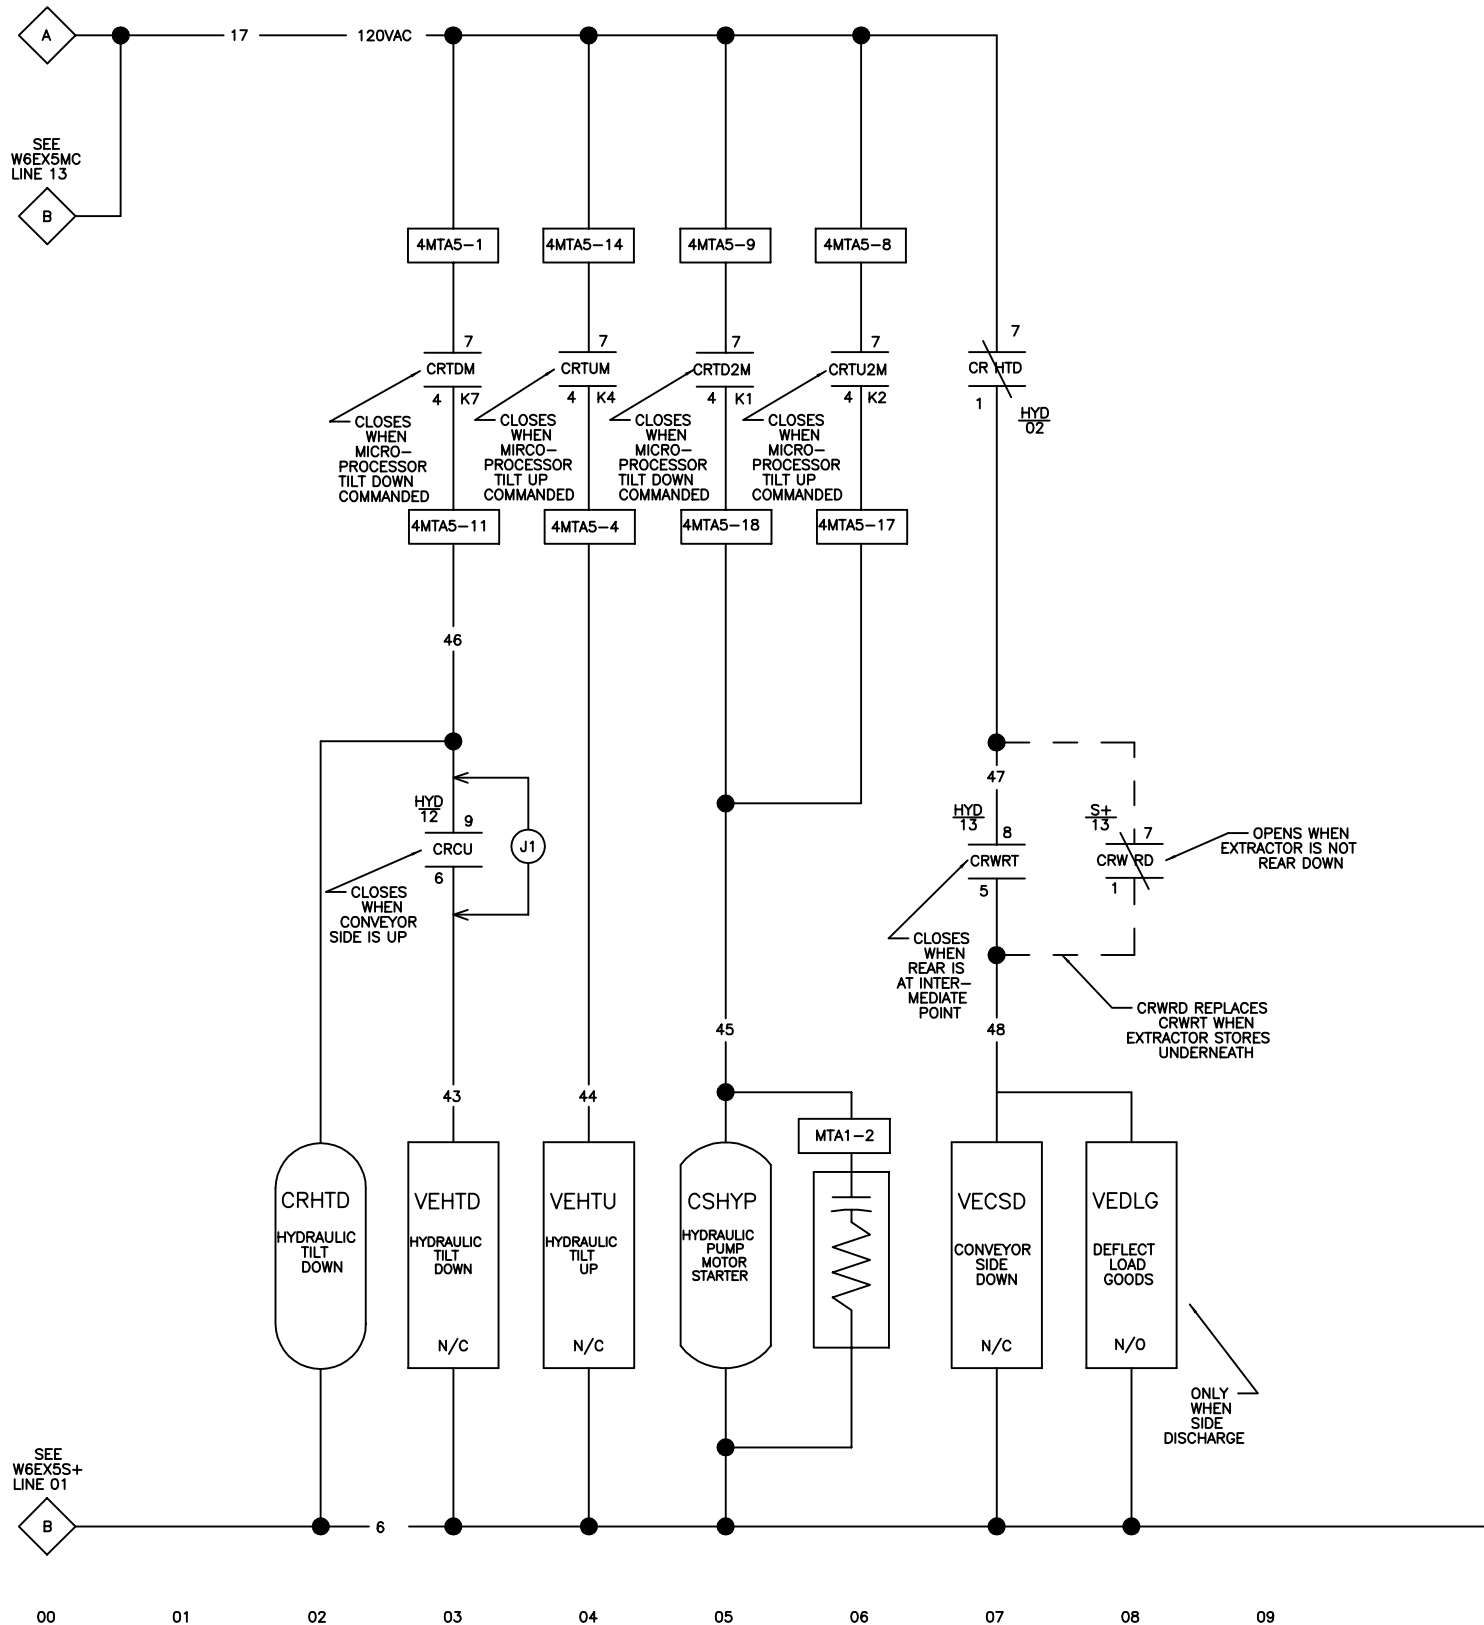 A
17
120VAC
SEE
W6EX5MC
LINE 13
B
4MTA5-1
4MTA5-14
4MTA5-9
4MTA5-8
7
CRTDM
4 K7
7
CRTUM
4 K4
7
CRTD2M
4 K1
7
CRTU2M
4 K2
7
CR HTD
1
HYD
02
CLOSES
WHEN
MICRO-
PROCESSOR
TILT DOWN
COMMANDED
CLOSES
WHEN
MIRCO-
PROCESSOR
TILT UP
COMMANDED
CLOSES
WHEN
MICRO-
PROCESSOR
TILT DOWN
COMMANDED
CLOSES
WHEN
MICRO-
PROCESSOR
TILT UP
COMMANDED
4MTA5-11
4MTA5-4
4MTA5-18
4MTA5-17
46
47
HYD
12
9
CRCU
6
J1
CLOSES
WHEN
CONVEYOR
SIDE IS UP
HYD
13
8
CRWRT
5
S+
13
7
CRW RD
1
OPENS WHEN
EXTRACTOR IS NOT
REAR DOWN
CLOSES
WHEN
REAR IS
AT INTER-
MEDIATE
POINT
CRWRD REPLACES
CRWRT WHEN
EXTRACTOR STORES
UNDERNEATH
45
48
43
44
MTA1-2
CRHTD
HYDRAULIC
TILT
DOWN
VEHTD
HYDRAULIC
TILT
DOWN
N/C
VEHTU
HYDRAULIC
TILT
UP
N/C
CSHYP
HYDRAULIC
PUMP
MOTOR
STARTER
VECSD
CONVEYOR
SIDE
DOWN
N/C
VEDLG
DEFLECT
LOAD
GOODS
N/O
ONLY
WHEN
SIDE
DISCHARGE
SEE
W6EX5S+
LINE 01
B
6
00 01 02 03 04 05 06 07 08 09